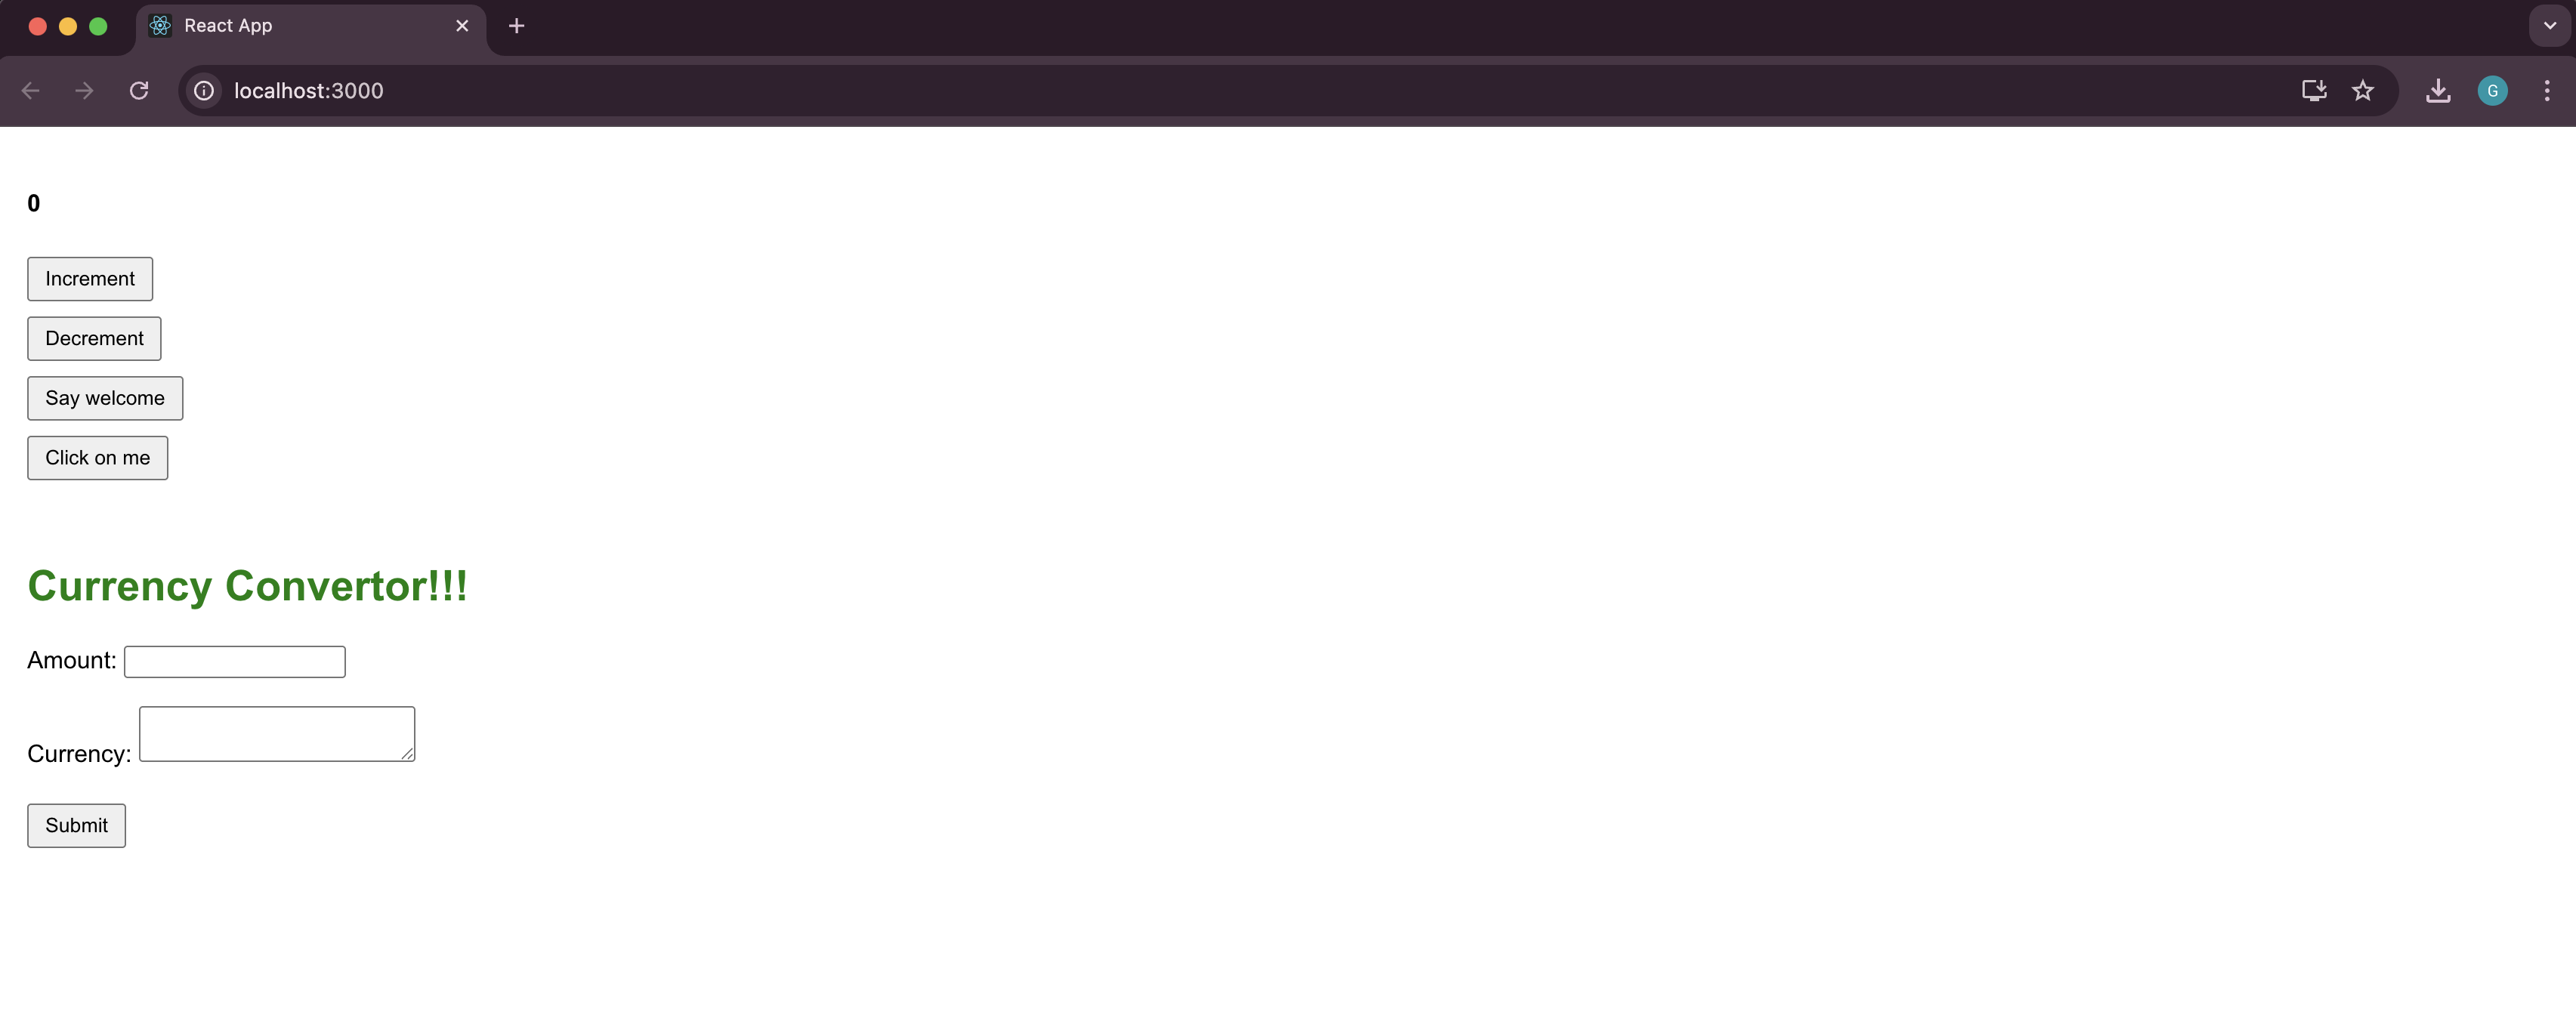 React App
localhost:3000
G
0
Increment
Decrement
Say welcome
Click on me
Currency Convertor!!!
Amount:
Currency:
Submit